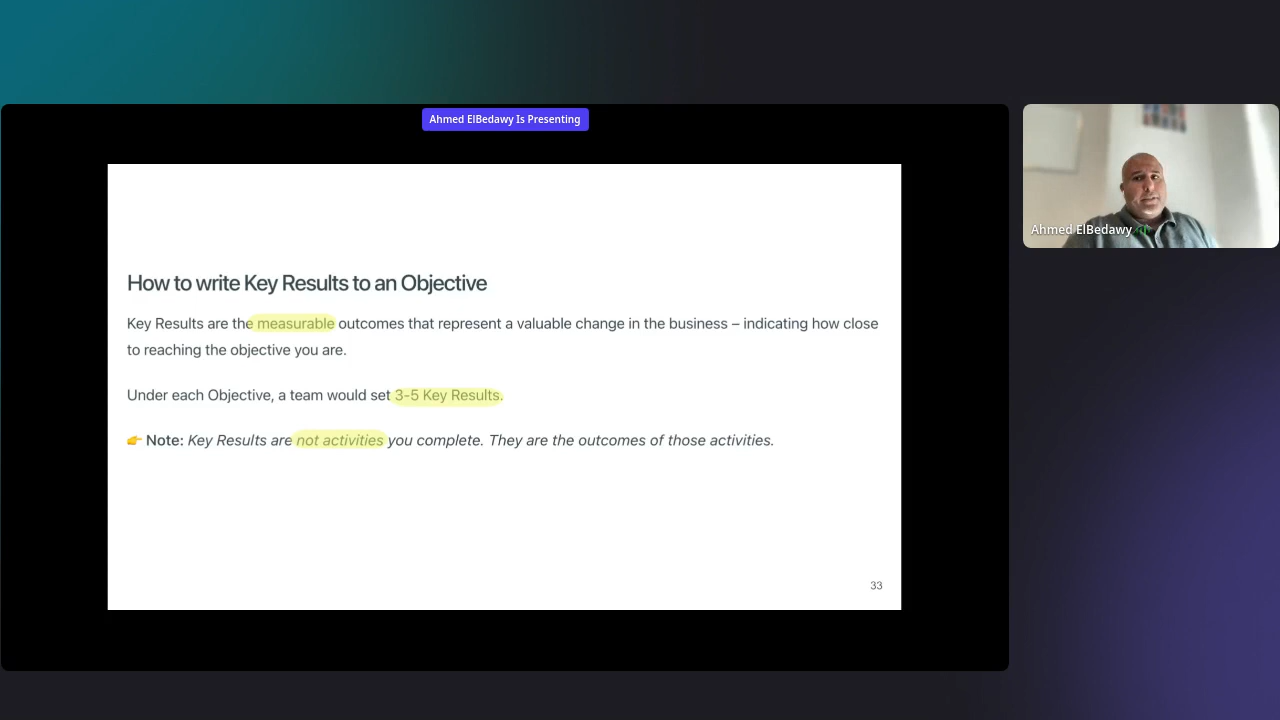 Ahmed ElBedawy Is Presenting
How to write Key Results to an Objective
Key Results are the measurable outcomes that represent a valuable change in the business – indicating how close
to reaching the objective you are.
Under each Objective, a team would set 3-5 Key Results.
👉 Note: Key Results are not activities you complete. They are the outcomes of those activities.
33
Ahmed ElBedawy